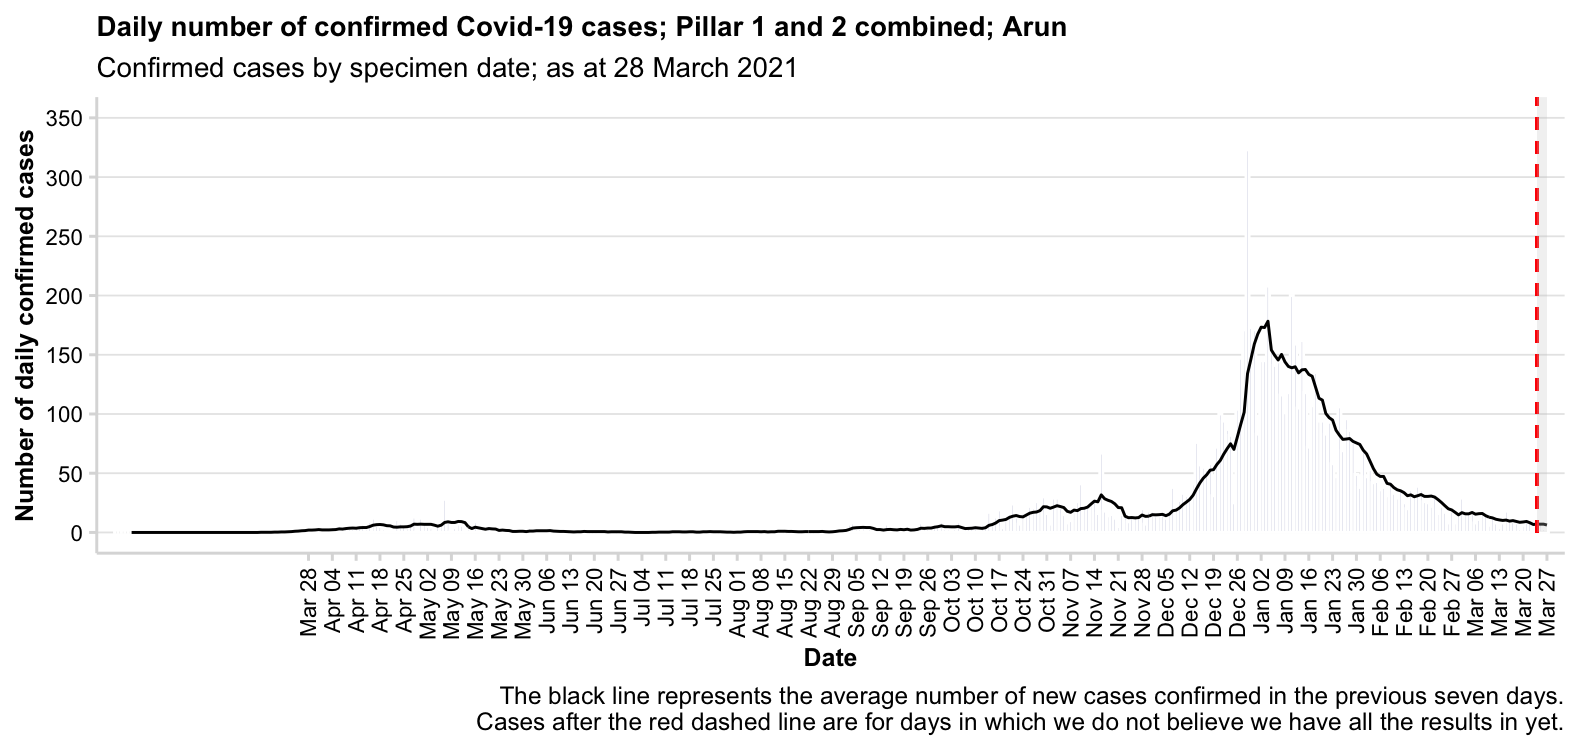 Daily number of confirmed Covid-19 cases; Pillar 1 and 2 combined; Arun
Confirmed cases by specimen date; as at 28 March 2021
Number of daily confirmed cases
350
300
250
200
150
100
50
0
Mar 28
Apr 04
Apr 11
Apr 18
Apr 25
May 02
May 09
May 16
May 23
May 30
Jun 06
Jun 13
Jun 20
Jun 27
Jul 04
Jul 11
Jul 18
Jul 25
Aug 01
Aug 08
Aug 15
Aug 22
Aug 29
Sep 05
Sep 12
Sep 19
Sep 26
Oct 03
Oct 10
Oct 17
Oct 24
Oct 31
Nov 07
Nov 14
Nov 21
Nov 28
Dec 05
Dec 12
Dec 19
Dec 26
Jan 02
Jan 09
Jan 16
Jan 23
Jan 30
Feb 06
Feb 13
Feb 20
Feb 27
Mar 06
Mar 13
Mar 20
Mar 27
Date
The black line represents the average number of new cases confirmed in the previous seven days.
Cases after the red dashed line are for days in which we do not believe we have all the results in yet.